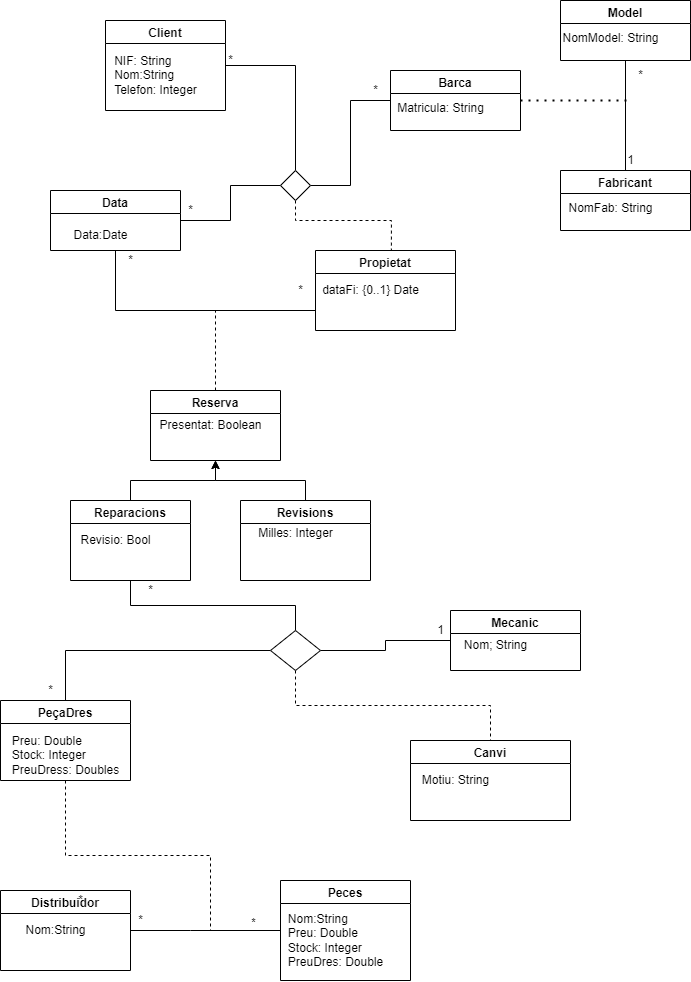 Client
NIF: String
Nom:String
Telefon: Integer
*
Model
NomModel: String
*
Barca
Matricula: String
*
1
Fabricant
NomFab: String
Data
Data:Date
*
*
Propietat
dataFi: {0..1} Date
*
Reserva
Presentat: Boolean
Reparacions
Revisio: Bool
*
Revisions
Milles: Integer
Mecanic
Nom; String
1
*
PeçaDres
Preu: Double
Stock: Integer
PreuDress: Doubles
Canvi
Motiu: String
*
Distribuïdor
Nom:String
*
*
Peces
Nom:String
Preu: Double
Stock: Integer
PreuDres: Double